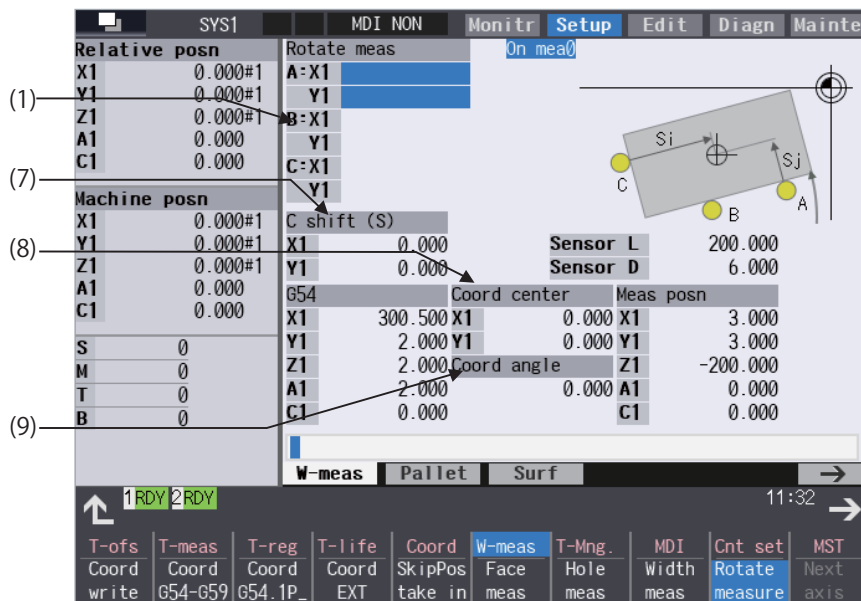 SYS1 MDI NON Monitr Setup Edit Diagn Mainte
Relative posn
X1 0.000#1
Y1 0.000#1
Z1 0.000#1
A1 0.000
C1 0.000
Machine posn
X1 0.000#1
Y1 0.000#1
Z1 0.000#1
A1 0.000
C1 0.000
S 0
M 0
T 0
B 0
(1)
(7)
(8)
(9)
Rotate meas On mea0
A:X1
Y1
B:X1
Y1
C:X1
Y1
Si
Sj
C
B
A
C shift (S)
X1 0.000
Y1 0.000
Sensor L 200.000
Sensor D 6.000
G54
X1 300.500
Y1 2.000
Z1 2.000
A1 2.000
C1 0.000
Coord center
X1 0.000
Y1 0.000
Coord angle
0.000
Meas posn
X1 3.000
Y1 3.000
Z1 -200.000
A1 0.000
C1 0.000
W-meas Pallet Surf
1 RDY 2 RDY
11:32
T-ofs T-meas T-reg T-life Coord W-meas T-Mng. MDI Cnt set MST
Coord Coord Coord Coord SkipPos Face Hole Width Rotate Next
write G54-G59 G54.1P_ EXT take in meas meas meas measure axis